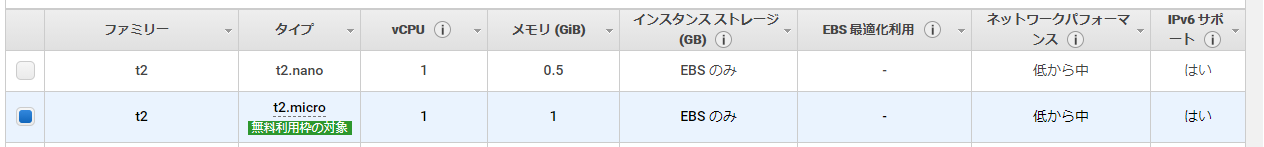 ファミリー タイプ vCPU メモリ (GiB) インスタンス ストレージ (GB) EBS 最適化利用 ネットワークパフォーマンス IPv6 サポート
t2 t2.nano 1 0.5 EBS のみ - 低から中 はい
t2 t2.micro 1 1 EBS のみ - 低から中 はい
無料利用枠の対象